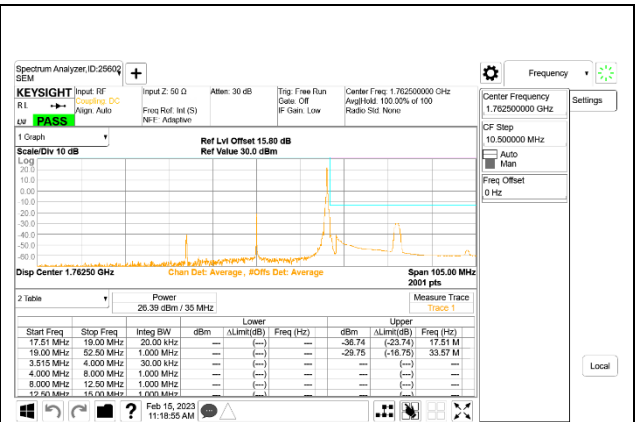 Spectrum Analyzer,ID:25602
SEM
Frequency
KEYSIGHT
Input: RF
Input Z: 50 Ω
Atten: 30 dB
Trig: Free Run
Center Freq: 1.762500000 GHz
RL
Coupling: DC
Gate: Off
Avg|Hold: 100.00% of 100
Align: Auto
Freq Ref: Int (S)
IF Gain: Low
Radio Std: None
NFE: Adaptive
PASS
Center Frequency
1.762500000 GHz
Settings
CF Step
10.500000 MHz
Auto
Man
Freq Offset
0 Hz
1 Graph
Ref Lvl Offset 15.80 dB
Scale/Div 10 dB
Ref Value 30.0 dBm
Log
20.0
10.0
0.00
-10.0
-20.0
-30.0
-40.0
-50.0
-60.0
Disp Center 1.76250 GHz
Chan Det: Average , #Offs Det: Average
Span 105.00 MHz
2001 pts
2 Table
Power
26.39 dBm / 35 MHz
Measure Trace
Trace 1
Lower Upper
Start Freq Stop Freq Integ BW dBm ΔLimit(dB) Freq (Hz) dBm ΔLimit(dB) Freq (Hz)
17.51 MHz 19.00 MHz 20.00 kHz --- (---) --- -36.74 (-23.74) 17.51 M
19.00 MHz 52.50 MHz 1.000 MHz --- (---) --- -29.75 (-16.75) 33.57 M
3.515 MHz 4.000 MHz 30.00 kHz --- (---) --- --- (---) ---
4.000 MHz 8.000 MHz 1.000 MHz --- (---) --- --- (---) ---
8.000 MHz 12.50 MHz 1.000 MHz --- (---) --- --- (---) ---
12.50 MHz 15.00 MHz 1.000 MHz --- (---) --- --- (---) ---
Local
Feb 15, 2023
11:18:55 AM